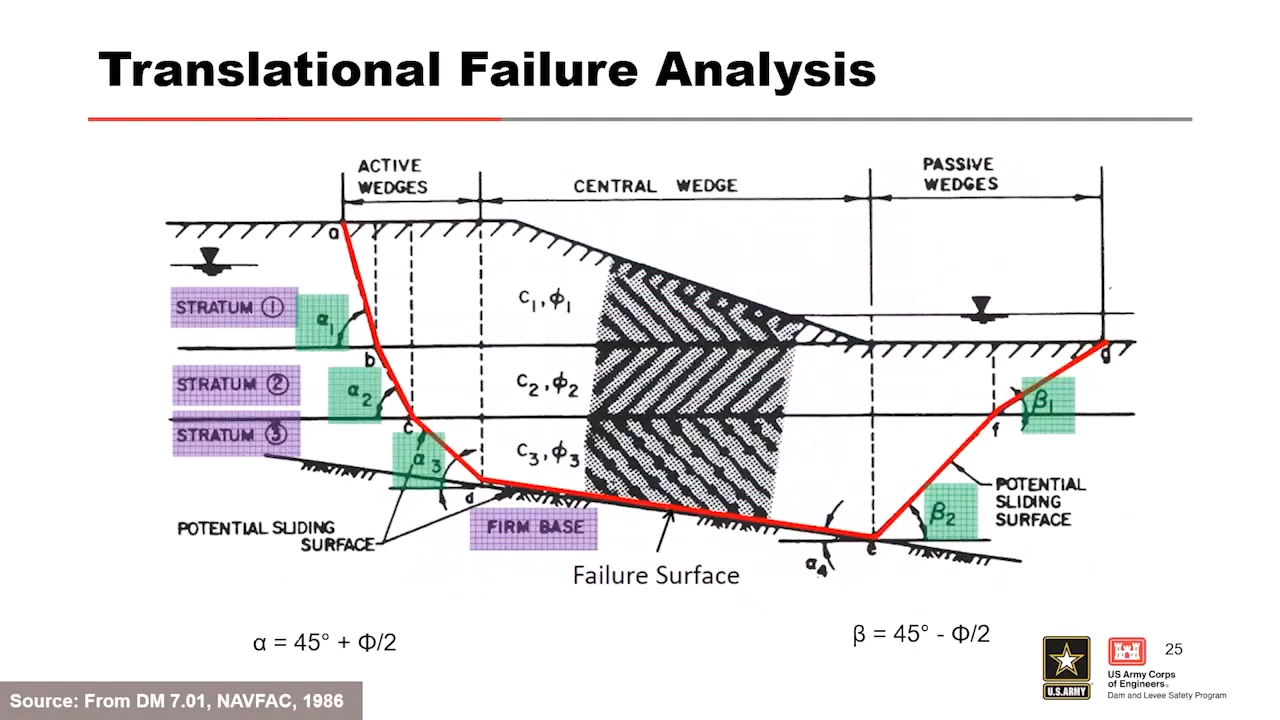 Translational Failure Analysis
ACTIVE
WEDGES
CENTRAL WEDGE
PASSIVE
WEDGES
a
STRATUM ①
α₁
C₁,ϕ₁
b
g
STRATUM ②
α₂
C₂,ϕ₂
β₁
c
f
STRATUM ③
α₃
C₃,ϕ₃
d
POTENTIAL
SLIDING
SURFACE
β₂
POTENTIAL SLIDING
SURFACE
FIRM BASE
e
α₄
Failure Surface
α = 45° + Φ/2
β = 45° - Φ/2
25
U.S.ARMY
US Army Corps
of Engineers®
Dam and Levee Safety Program
Source: From DM 7.01, NAVFAC, 1986